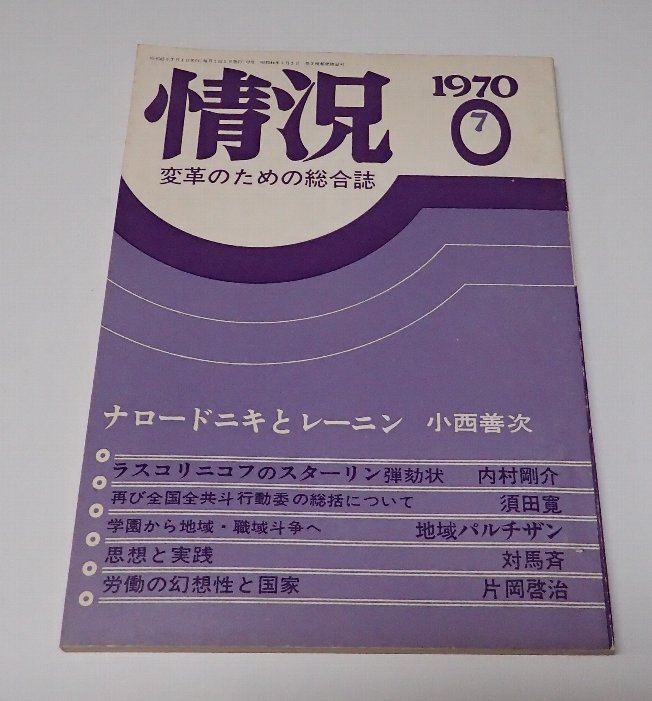 情況
1970
7
変革のための総合誌
ナロードニキとレーニン 小西善次
ラスコリニコフのスターリン弾劾状 内村剛介
再び全国全共斗行動委の総括について 須田寛
学園から地域・職域斗争へ 地域パルチザン
思想と実践 対馬斉
労働の幻想性と国家 片岡啓治